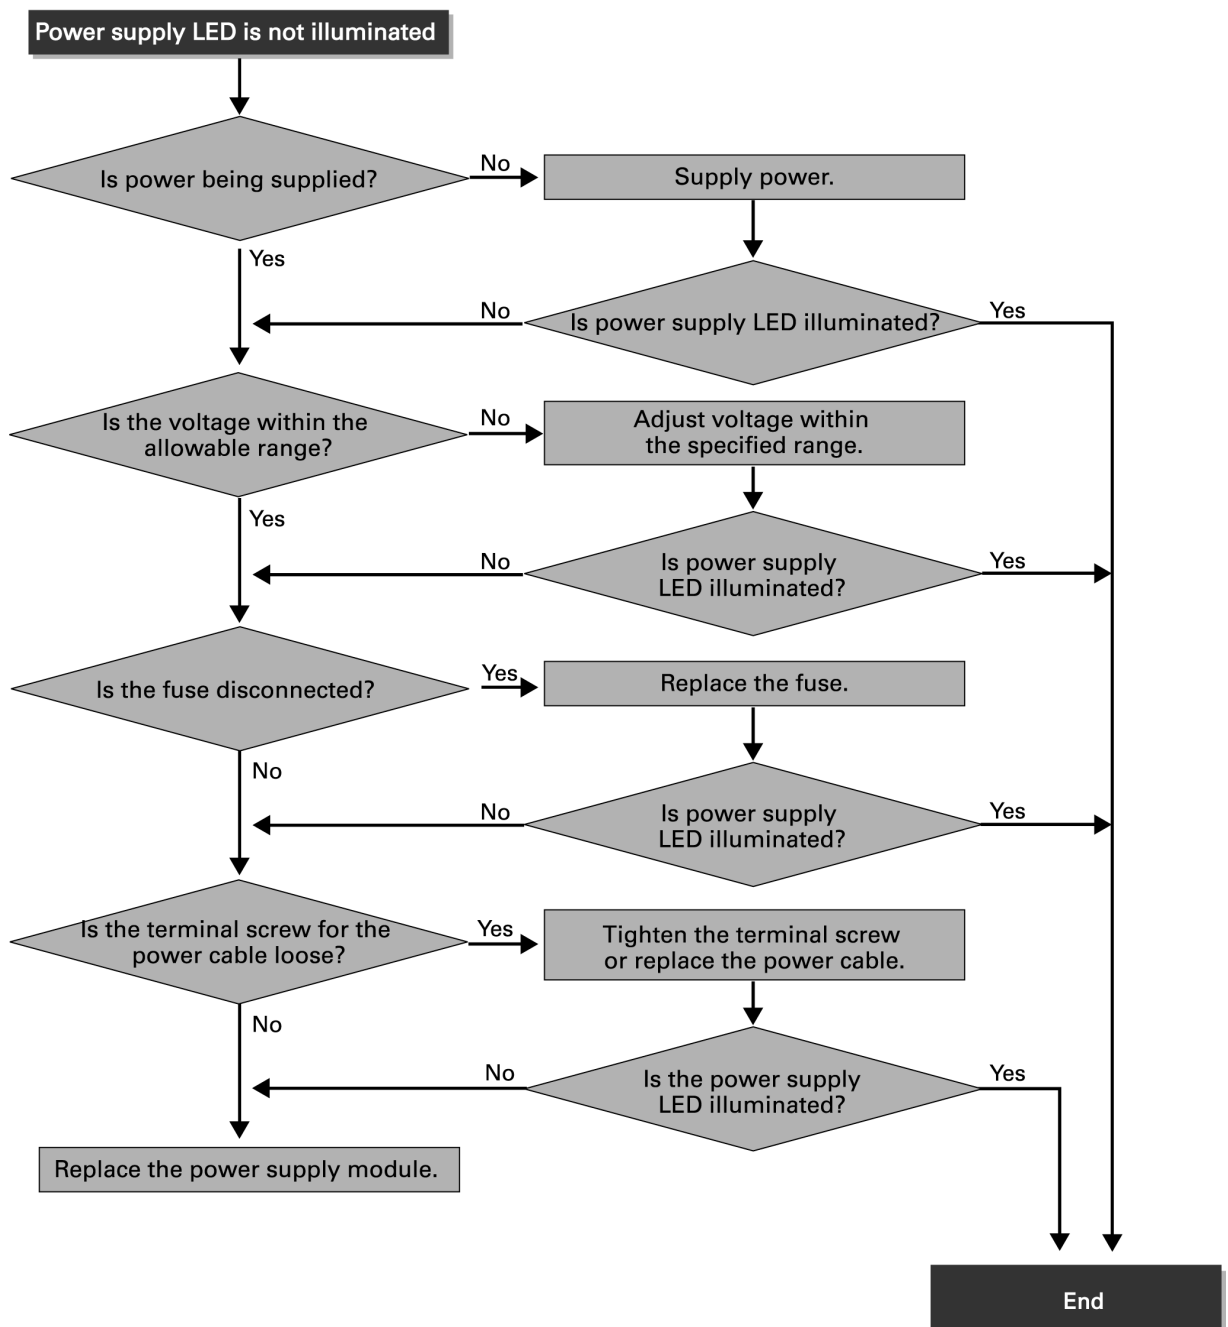 Power supply LED is not illuminated
Is power being supplied?
No
Supply power.
Yes
No
Is power supply LED illuminated?
Yes
Is the voltage within the
allowable range?
No
Adjust voltage within
the specified range.
Yes
No
Is power supply
LED illuminated?
Yes
Is the fuse disconnected?
Yes
Replace the fuse.
No
No
Is power supply
LED illuminated?
Yes
Is the terminal screw for the
power cable loose?
Yes
Tighten the terminal screw
or replace the power cable.
No
No
Is the power supply
LED illuminated?
Yes
Replace the power supply module.
End